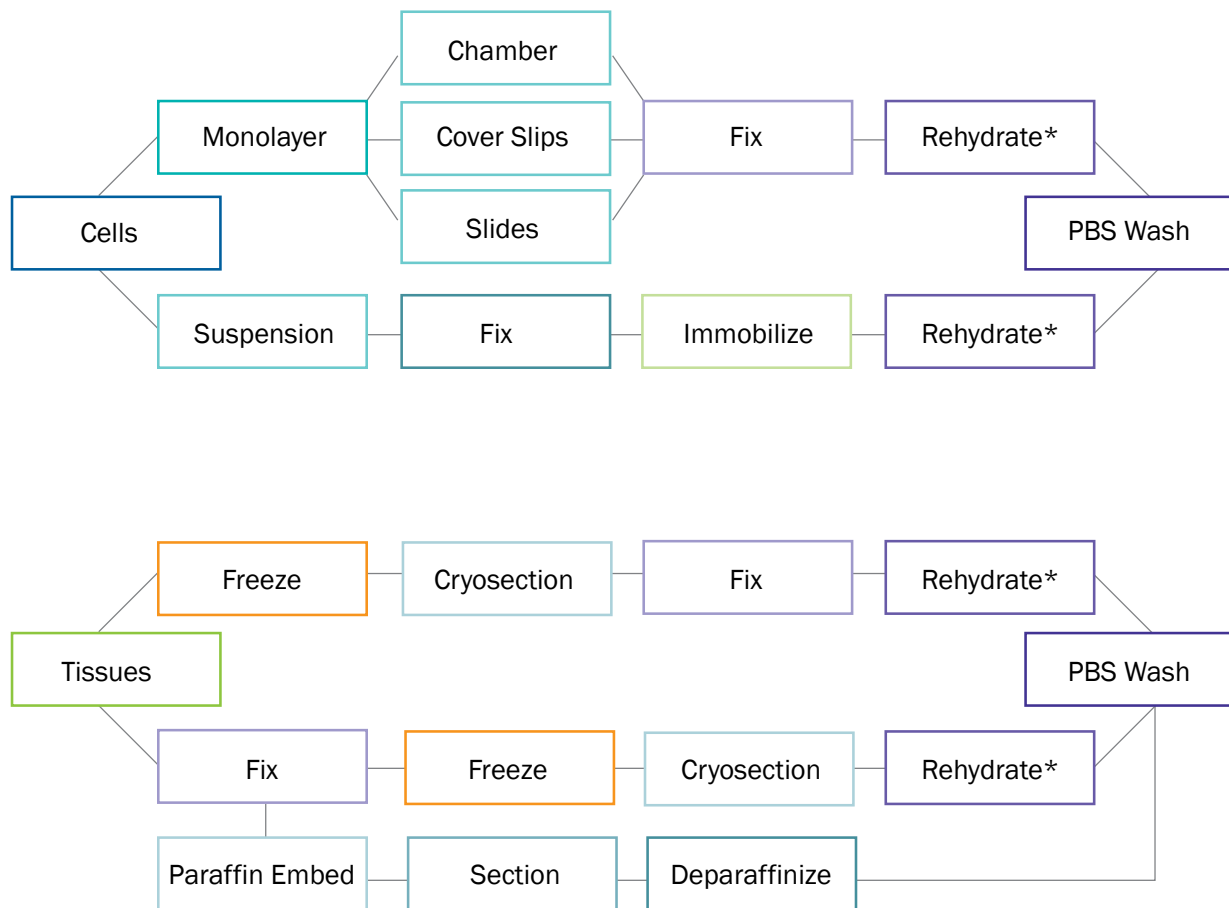 Chamber
Monolayer
Cover Slips
Fix
Rehydrate*
Slides
Cells
PBS Wash
Suspension
Fix
Immobilize
Rehydrate*
Freeze
Cryosection
Fix
Rehydrate*
Tissues
PBS Wash
Fix
Freeze
Cryosection
Rehydrate*
Paraffin Embed
Section
Deparaffinize